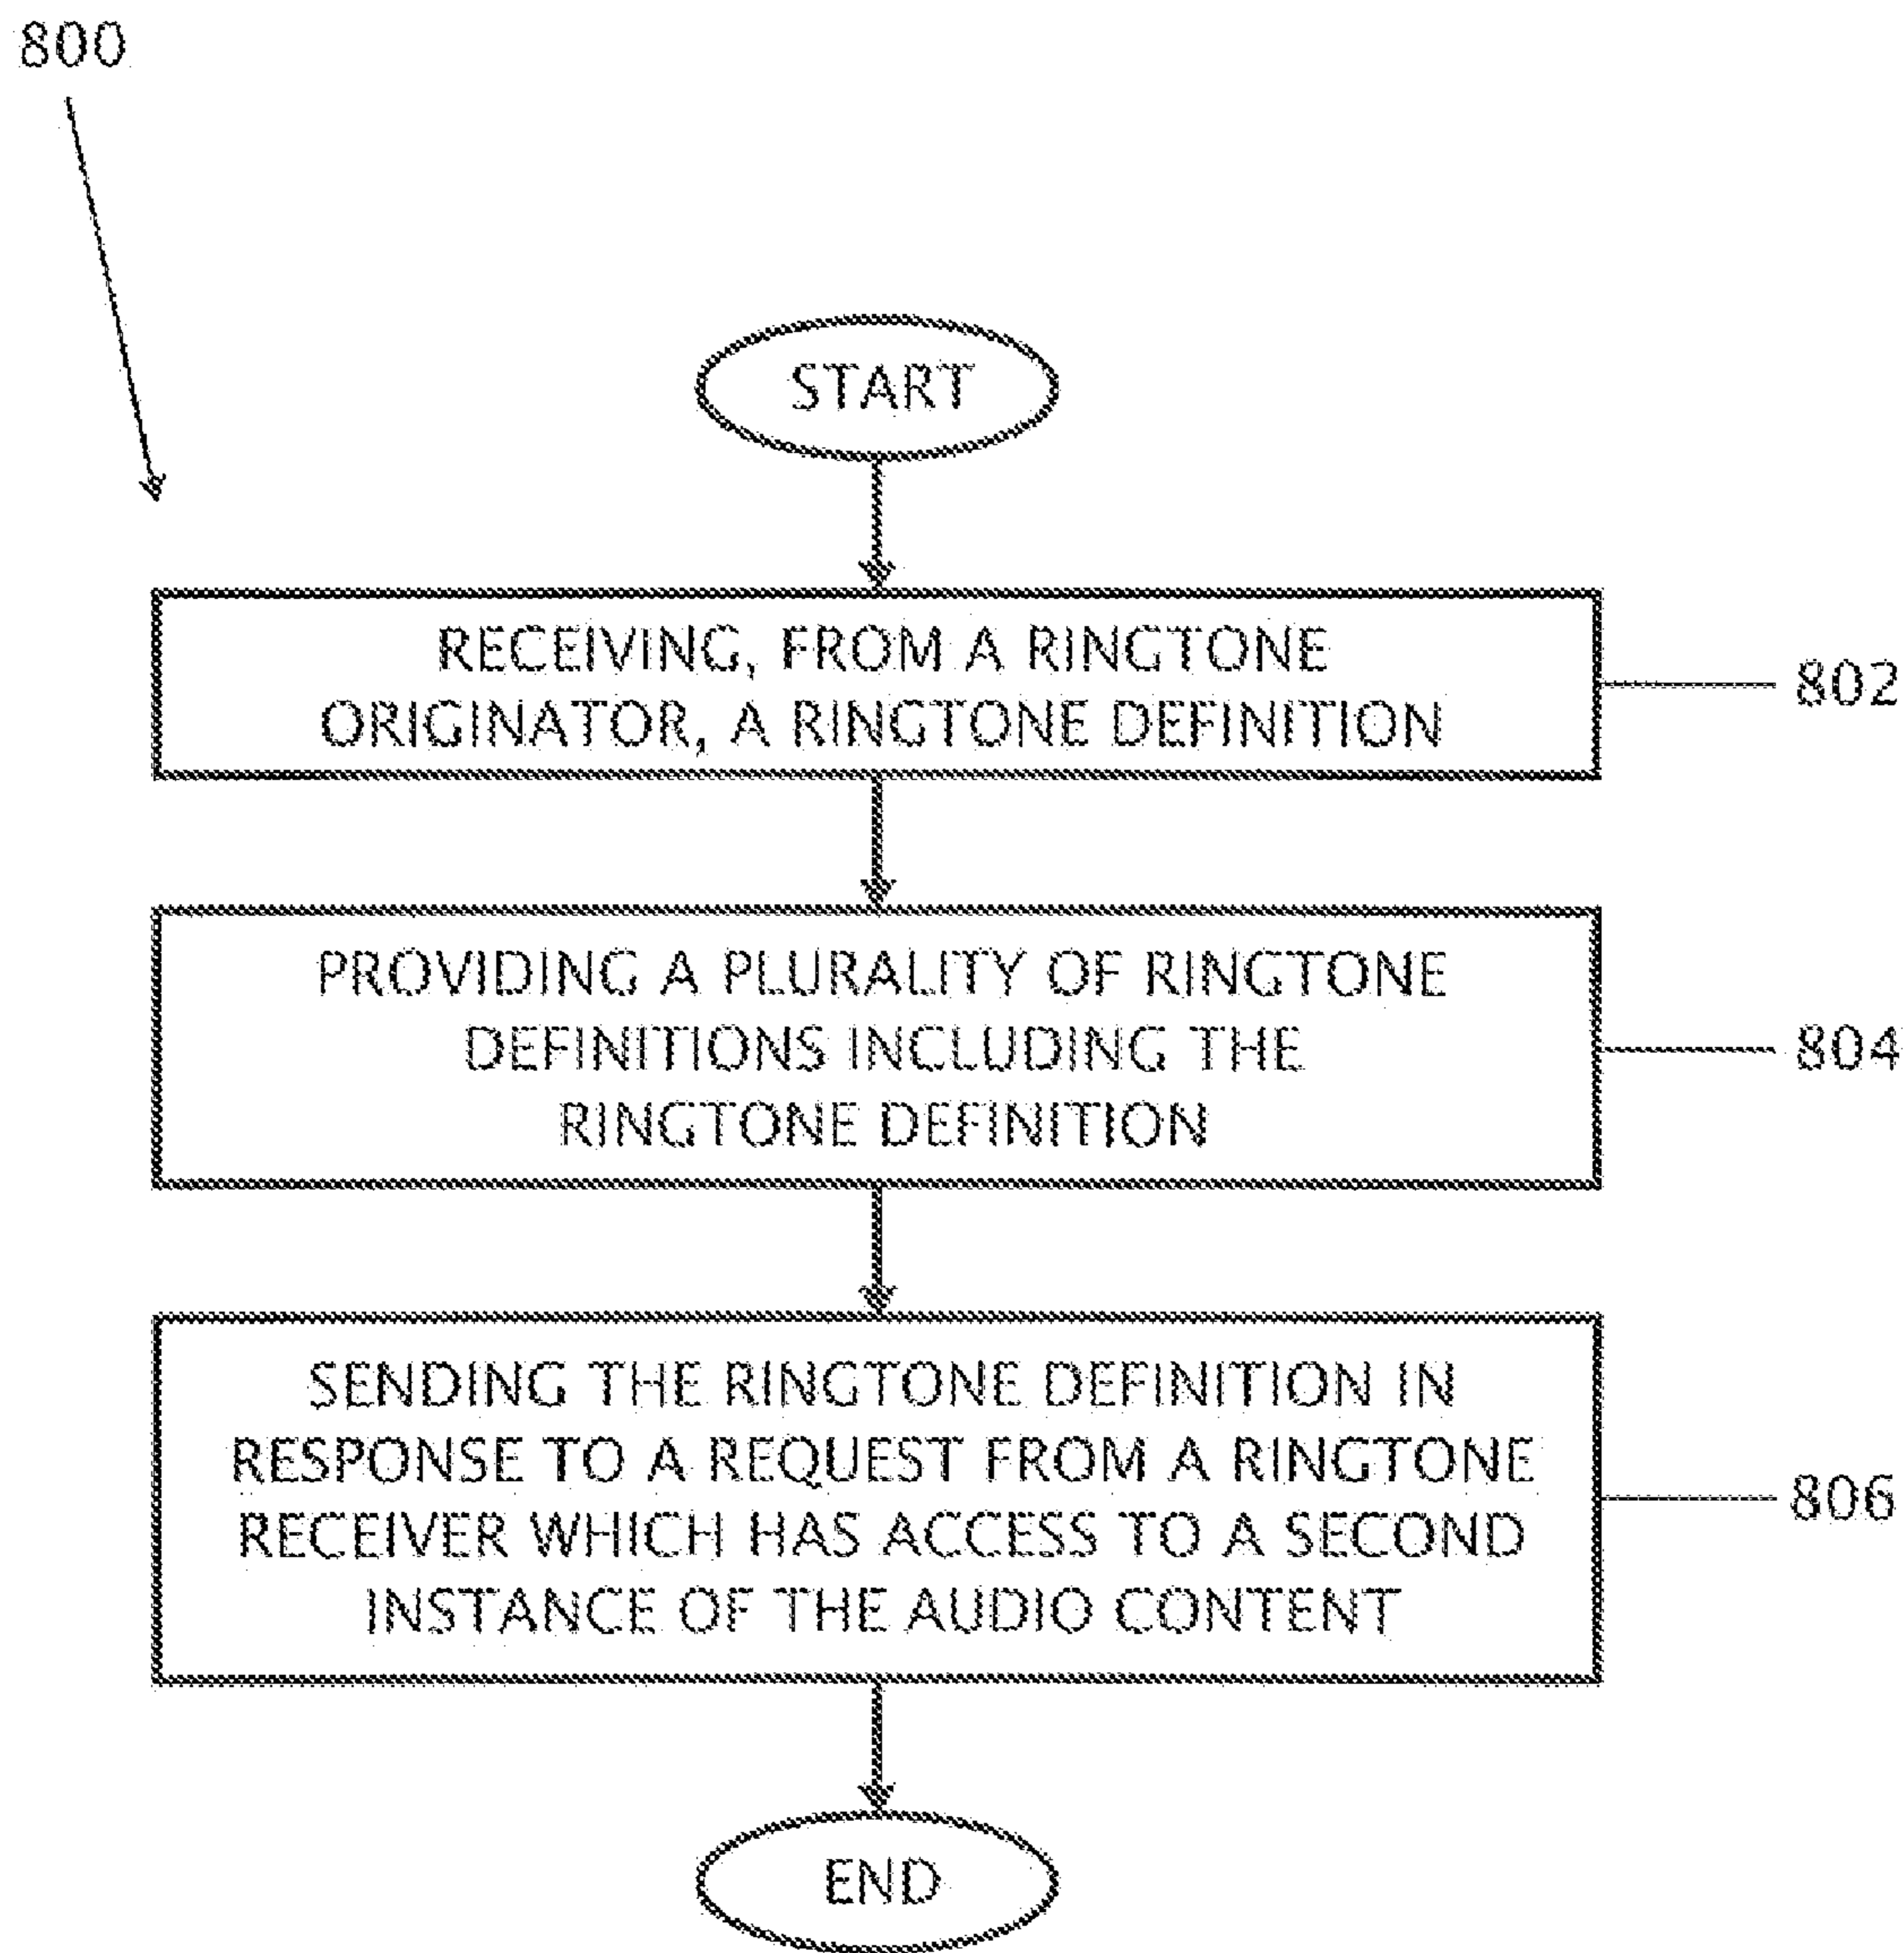 800
START
RECEIVING, FROM A RINGTONE
ORIGINATOR, A RINGTONE DEFINITION
802
PROVIDING A PLURALITY OF RINGTONE
DEFINITIONS INCLUDING THE
RINGTONE DEFINITION
804
SENDING THE RINGTONE DEFINITION IN
RESPONSE TO A REQUEST FROM A RINGTONE
RECEIVER WHICH HAS ACCESS TO A SECOND
INSTANCE OF THE AUDIO CONTENT
806
END